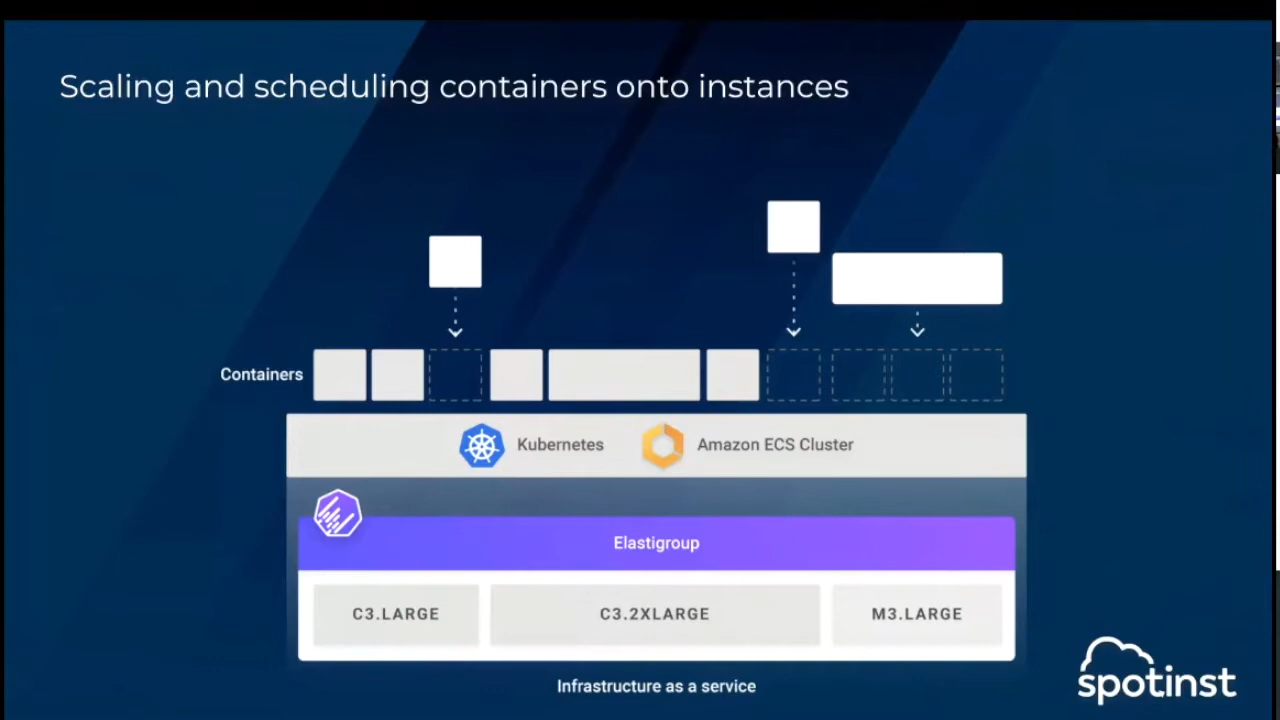 Scaling and scheduling containers onto instances
Containers
Kubernetes
Amazon ECS Cluster
Elastigroup
C3.LARGE
C3.2XLARGE
M3.LARGE
Infrastructure as a service
spotinst